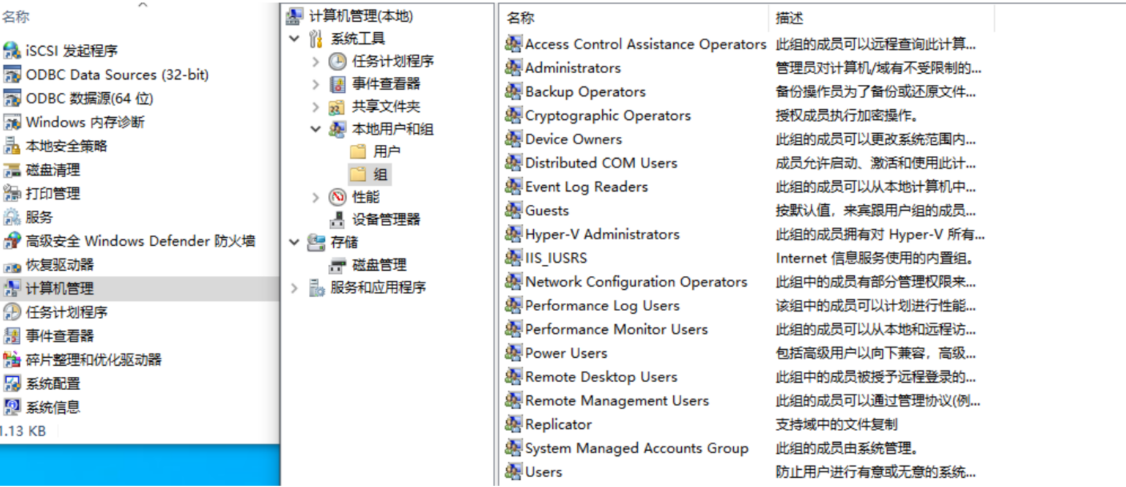 名称
iSCSI 发起程序
ODBC Data Sources (32-bit)
ODBC 数据源(64 位)
Windows 内存诊断
本地安全策略
磁盘清理
打印管理
服务
高级安全 Windows Defender 防火墙
恢复驱动器
计算机管理
任务计划程序
事件查看器
碎片整理和优化驱动器
系统配置
系统信息
1.13 KB
计算机管理(本地)
系统工具
任务计划程序
事件查看器
共享文件夹
本地用户和组
用户
组
性能
设备管理器
存储
磁盘管理
服务和应用程序
名称 描述
Access Control Assistance Operators 此组的成员可以远程查询此计算...
Administrators 管理员对计算机/域有不受限制的...
Backup Operators 备份操作员为了备份或还原文件...
Cryptographic Operators 授权成员执行加密操作。
Device Owners 此组的成员可以更改系统范围内...
Distributed COM Users 成员允许启动、激活和使用此计...
Event Log Readers 此组的成员可以从本地计算机中...
Guests 按默认值，来宾跟用户组的成员...
Hyper-V Administrators 此组的成员拥有对 Hyper-V 所有...
IIS_IUSRS Internet 信息服务使用的内置组。
Network Configuration Operators 此组中的成员有部分管理权限来...
Performance Log Users 该组中的成员可以计划进行性能...
Performance Monitor Users 此组的成员可以从本地和远程访...
Power Users 包括高级用户以向下兼容，高级...
Remote Desktop Users 此组中的成员被授予远程登录的...
Remote Management Users 此组的成员可以通过管理协议(例...
Replicator 支持域中的文件复制
System Managed Accounts Group 此组的成员由系统管理。
Users 防止用户进行有意或无意的系统...